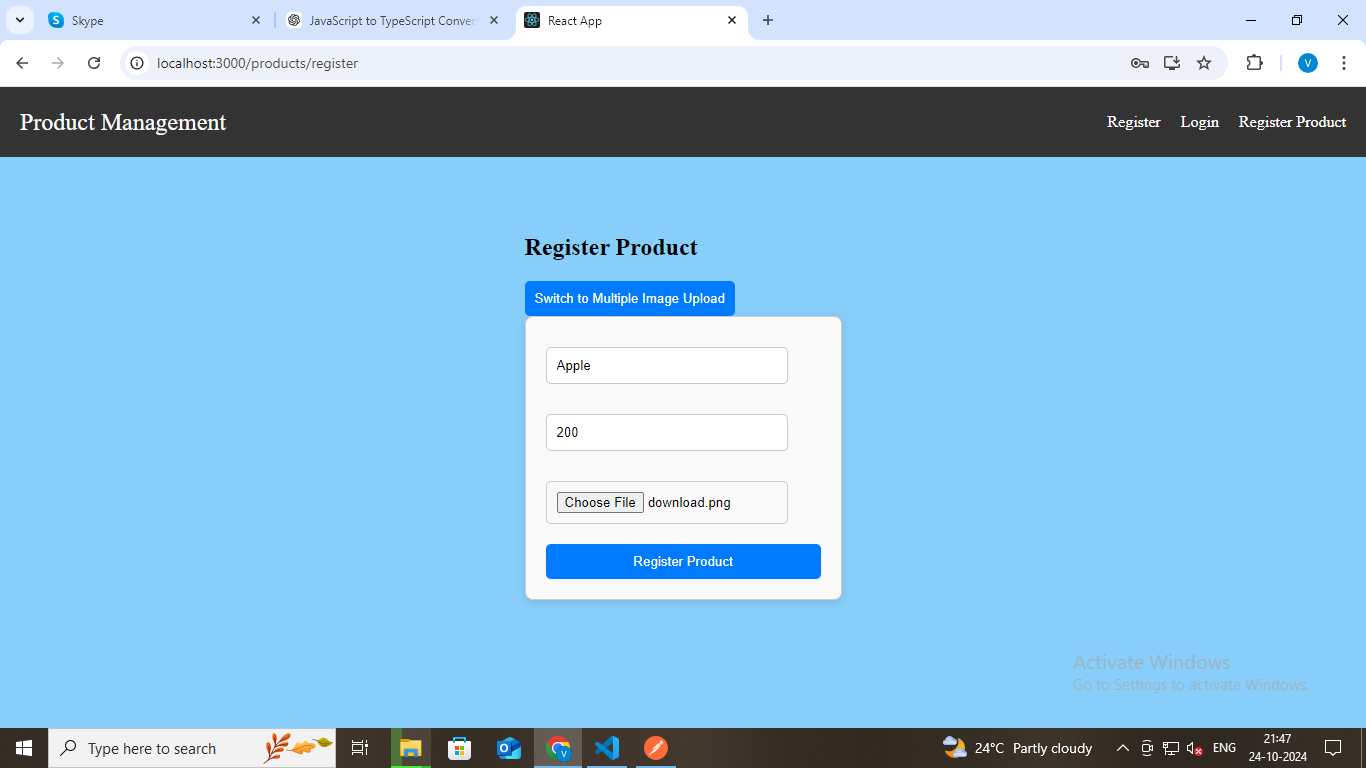 Skype
JavaScript to TypeScript Conver
React App
localhost:3000/products/register
V
Product Management
Register
Login
Register Product
Register Product
Switch to Multiple Image Upload
Apple
200
Choose File download.png
Register Product
Activate Windows
Go to Settings to activate Windows.
Type here to search
24°C Partly cloudy
ENG
21:47
24-10-2024